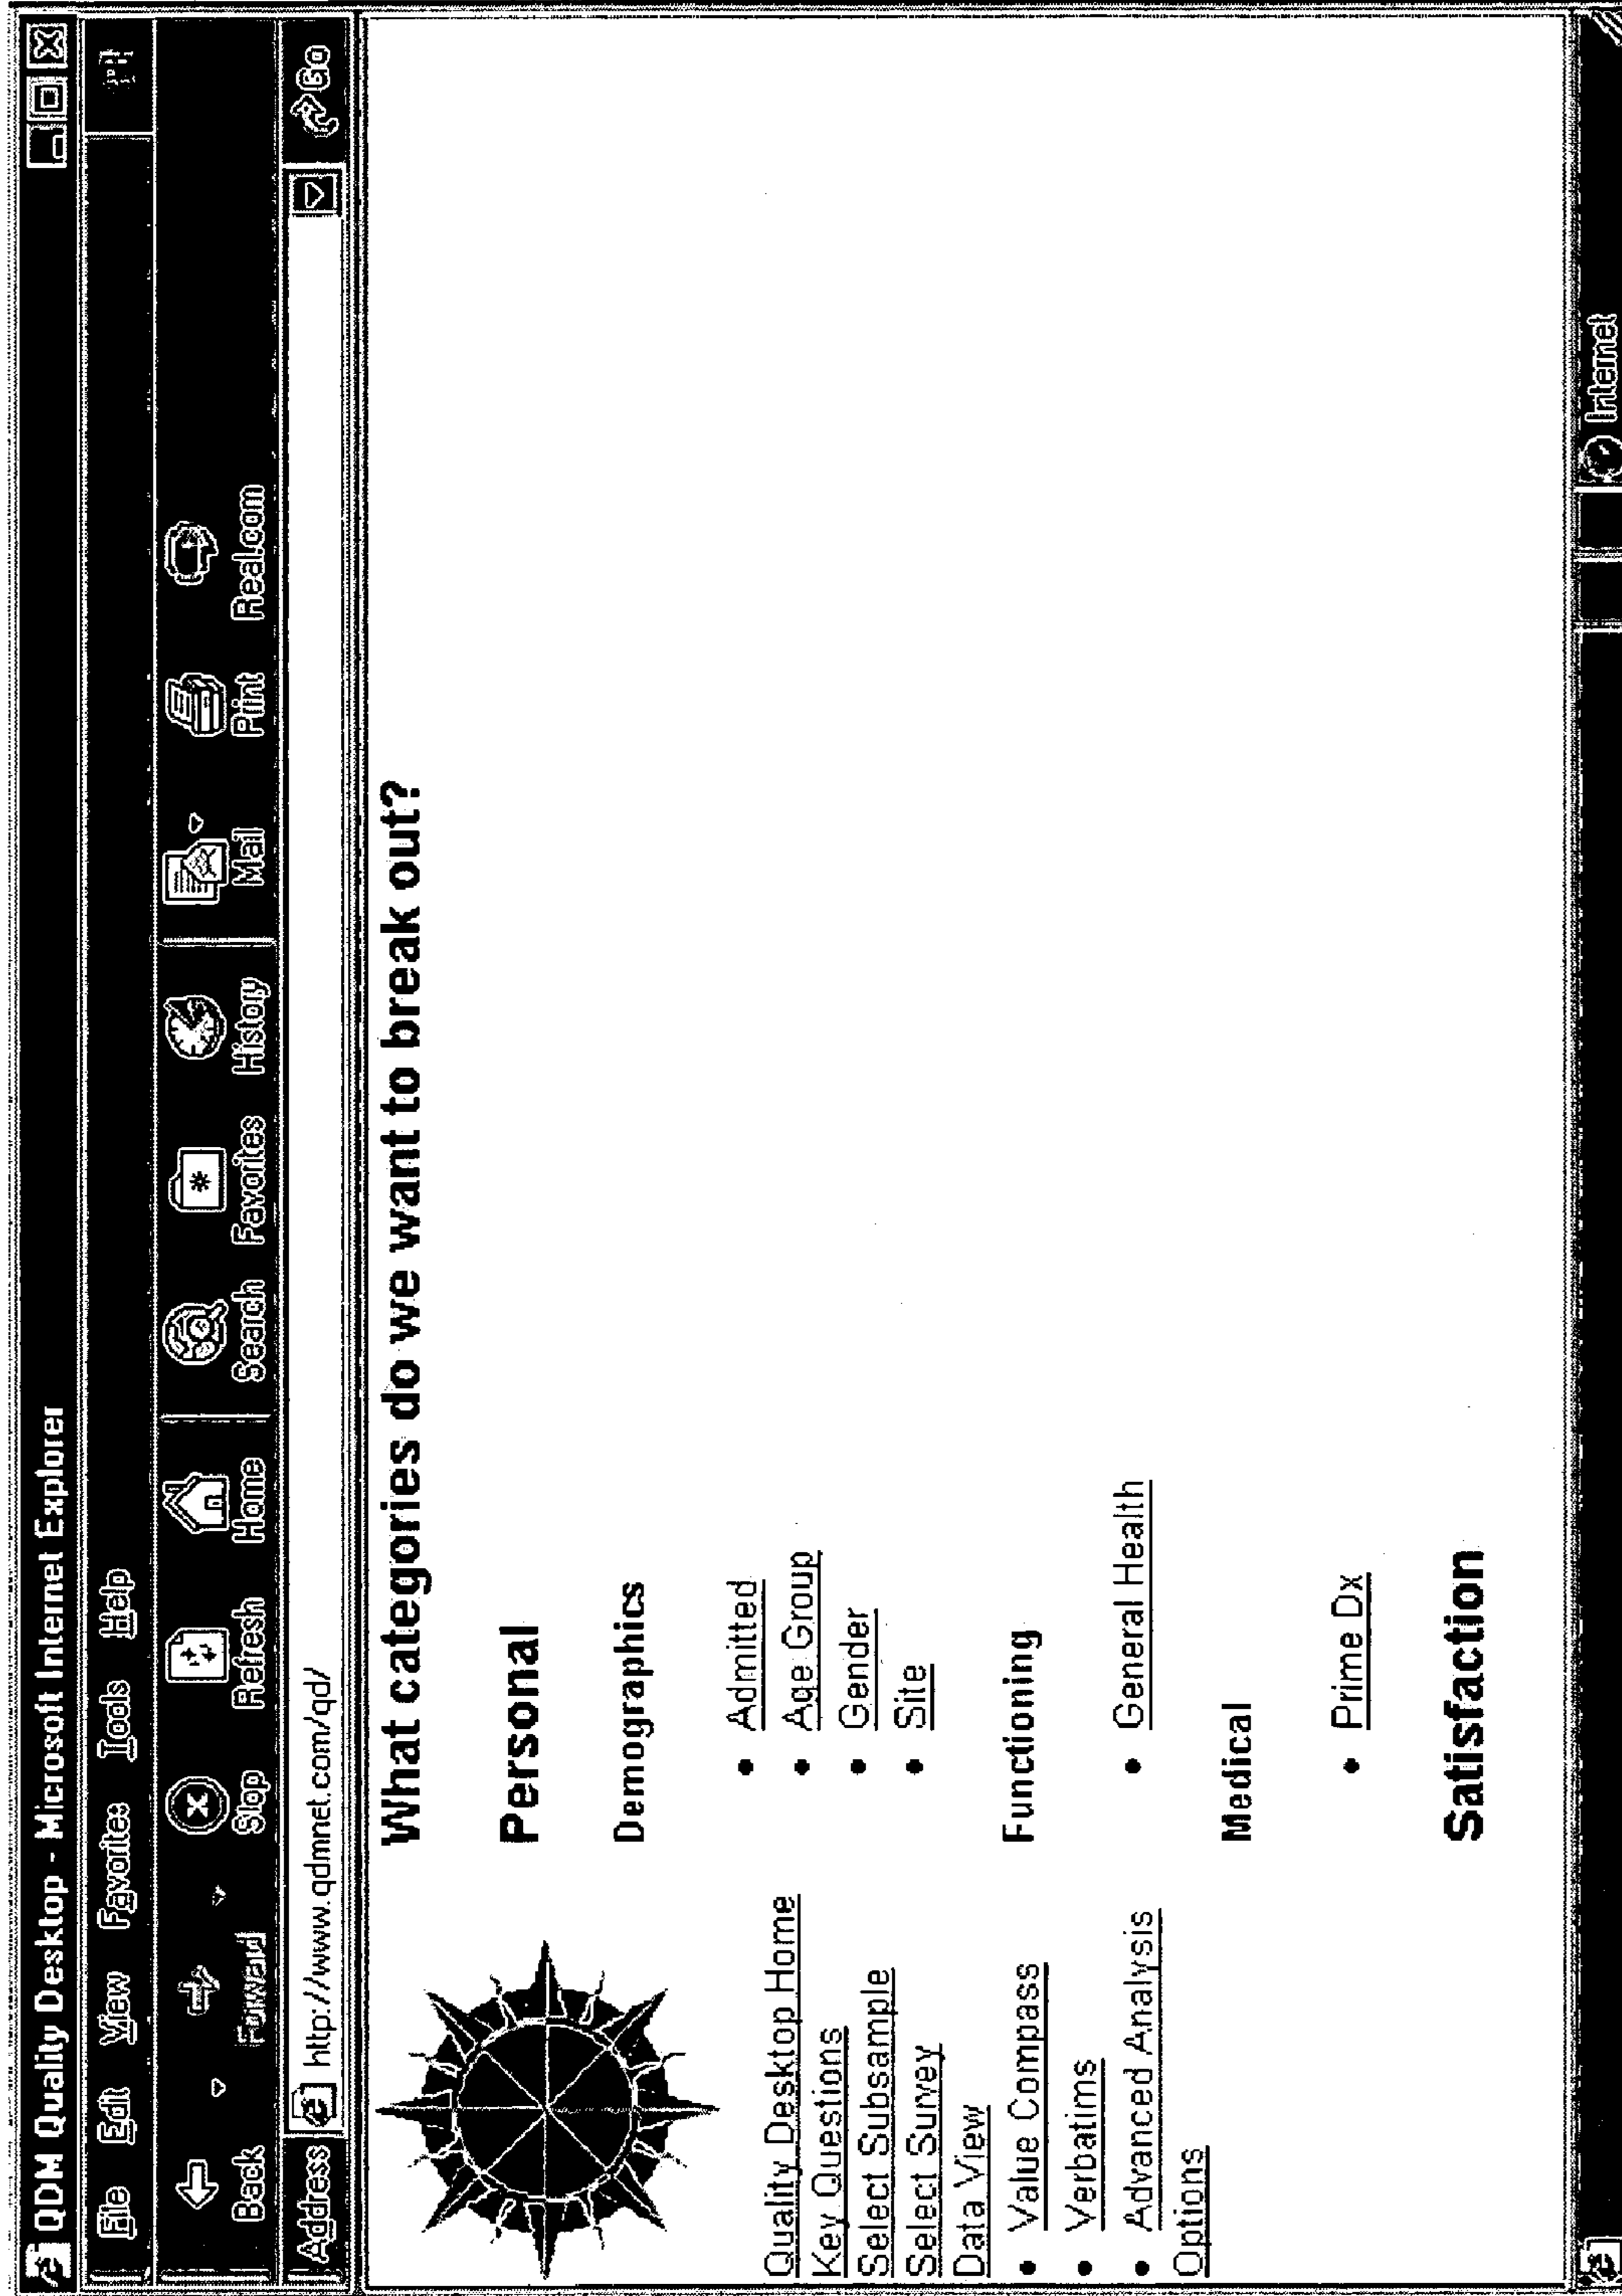 QDM Quality Desktop - Microsoft Internet Explorer
File Edit View Favorites Tools Help
Back Forward Stop Refresh Home Search Favorites History Mail Print Real.com
Address http://www.qdmnet.com/qd/ Go
What categories do we want to break out?
Quality Desktop Home
Key Questions
Select Subsample
Select Survey
Data View
• Value Compass
• Verbatims
• Advanced Analysis
Options
Personal
Demographics
• Admitted
• Age Group
• Gender
• Site
Functioning
• General Health
Medical
• Prime Dx
Satisfaction
Internet